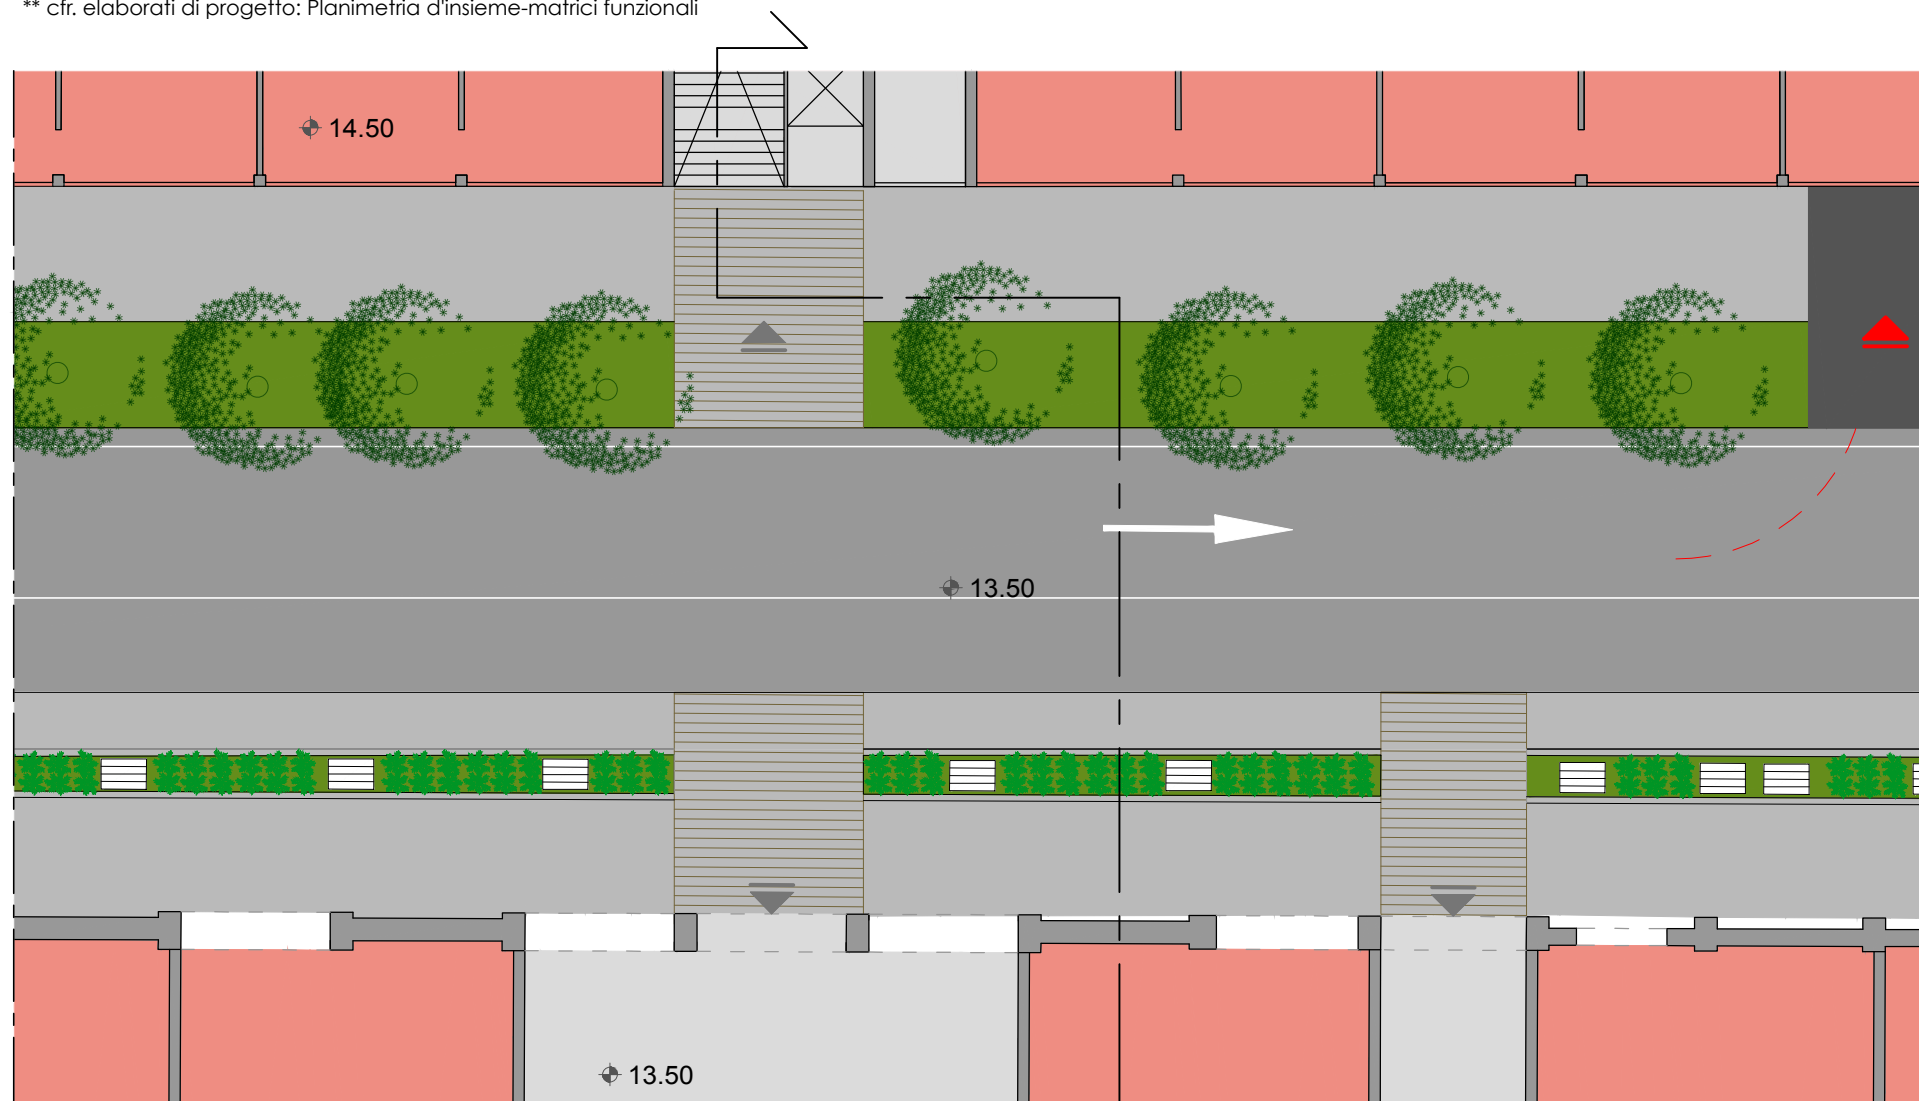 ** cfr. elaborati di progetto: Planimetria d'insieme-matrici funzionali
14.50
13.50
13.50